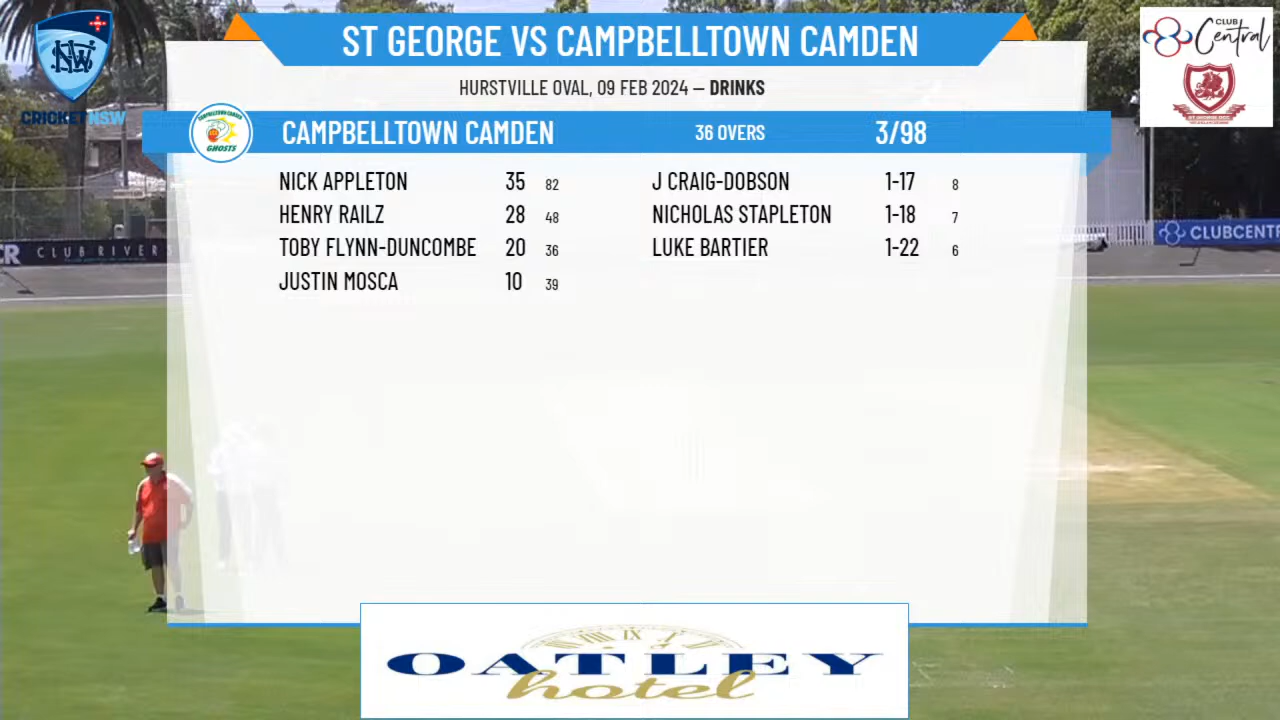 ST GEORGE VS CAMPBELLTOWN CAMDEN
HURSTVILLE OVAL, 09 FEB 2024 – DRINKS
CAMPBELLTOWN CAMDEN 36 OVERS 3/98
NICK APPLETON 35 82 J CRAIG-DOBSON 1-17 8
HENRY RAILZ 28 48 NICHOLAS STAPLETON 1-18 7
TOBY FLYNN-DUNCOMBE 20 36 LUKE BARTIER 1-22 6
JUSTIN MOSCA 10 39
NSW
CRICKET NSW
CLUB
Central
GHOSTS
CR CLUB RIVERS
CLUBCENTR
OATLEY
hotel